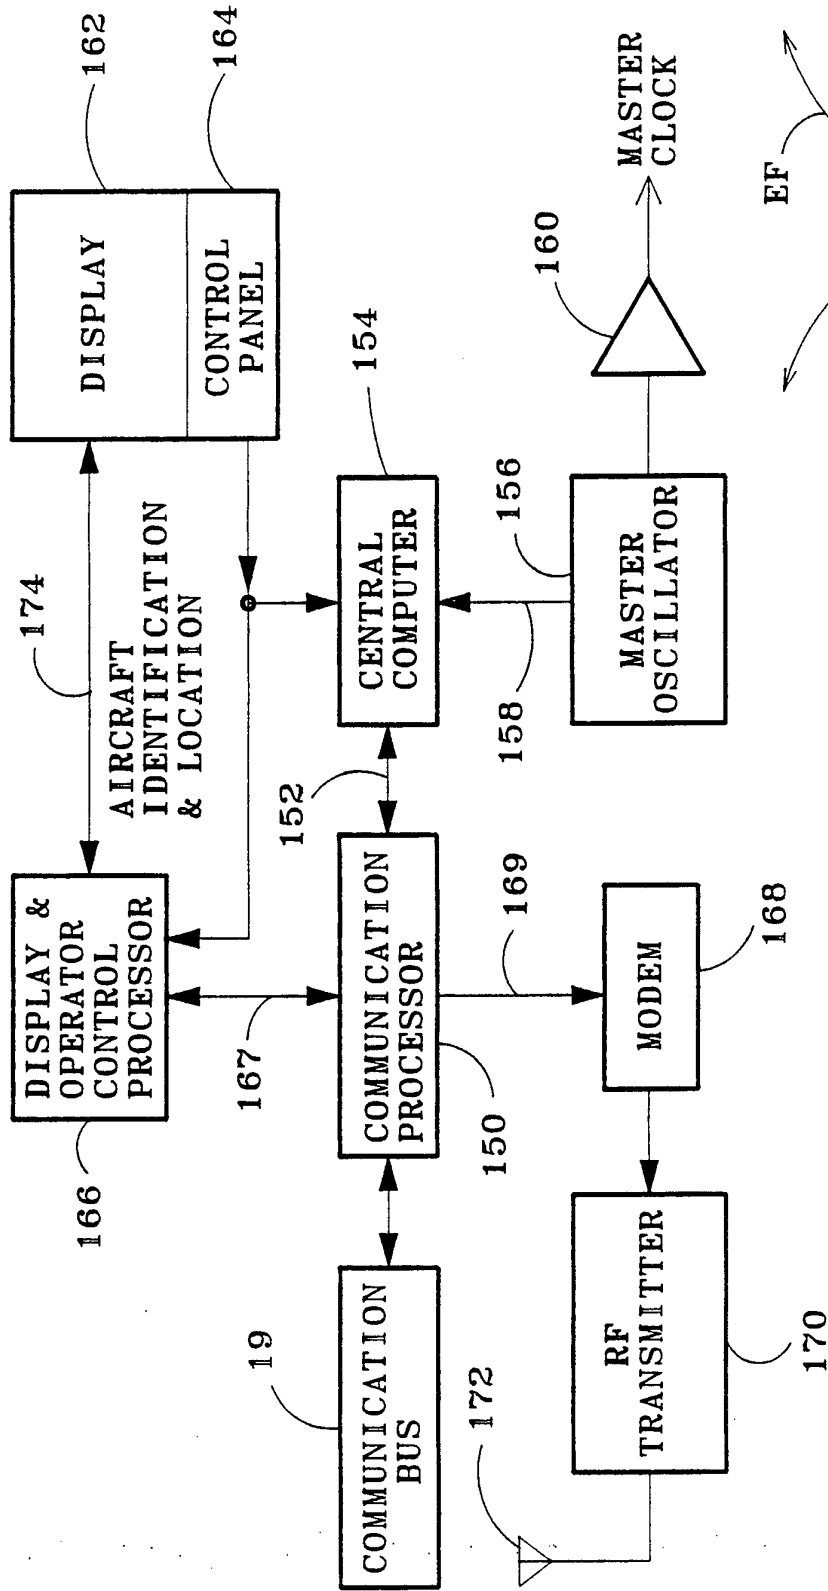 166
DISPLAY &
OPERATOR
CONTROL
PROCESSOR
174
AIRCRAFT
IDENTIFICATION
& LOCATION
DISPLAY
162
CONTROL
PANEL
164
167
19
COMMUNICATION
BUS
COMMUNICATION
PROCESSOR
150
152
CENTRAL
COMPUTER
154
169
158
172
RF
TRANSMITTER
170
MODEM
168
MASTER
OSCILLATOR
156
160
MASTER
CLOCK
EF